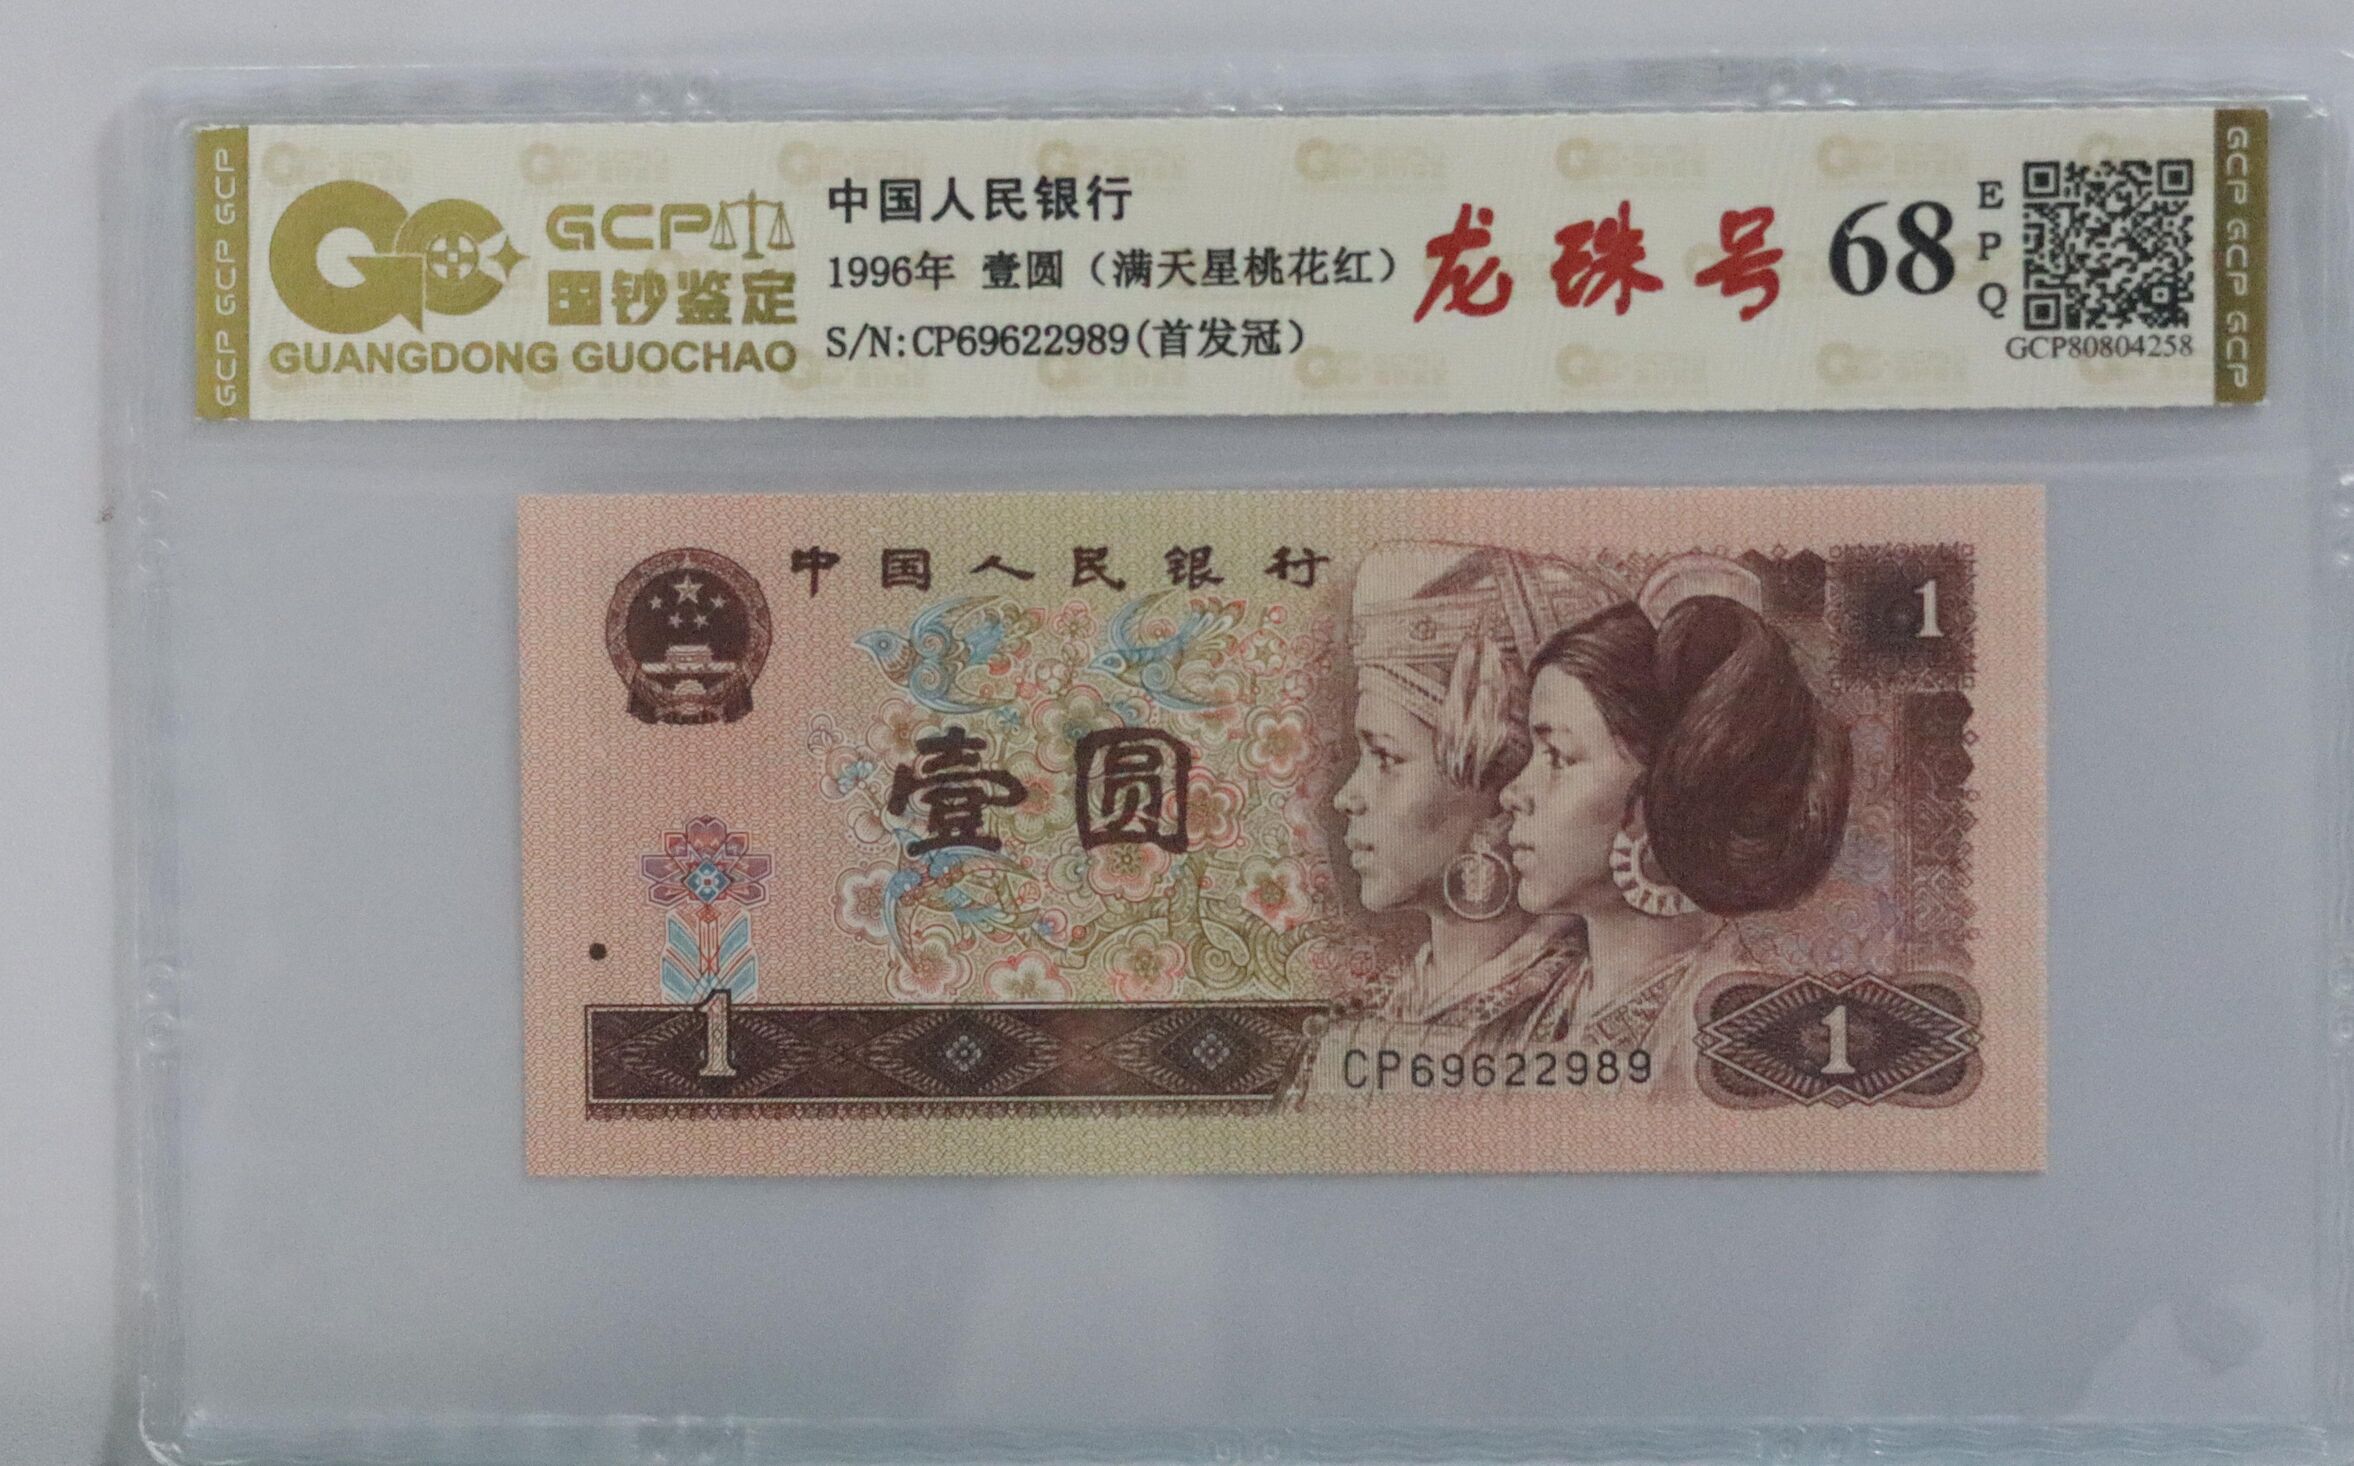 GCP GCP GCP
GCP
国钞鉴定
GUANGDONG GUOCHAO
中国人民银行
1996年 壹圆（满天星桃花红）
S/N:CP69622989(首发冠）
龙珠号
68
EPQ
GCP80804258
GCP GCP GCP
中国人民银行
1
壹圆
1
CP69622989
1